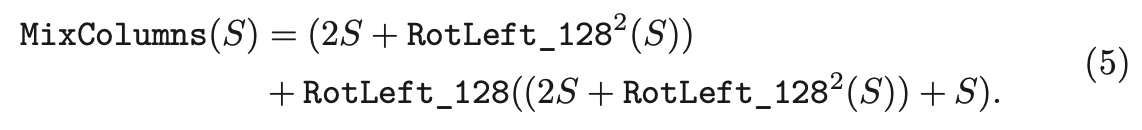 MixColumns(S) = (2S + RotLeft_128²(S))
+ RotLeft_128((2S + RotLeft_128²(S)) + S). (5)